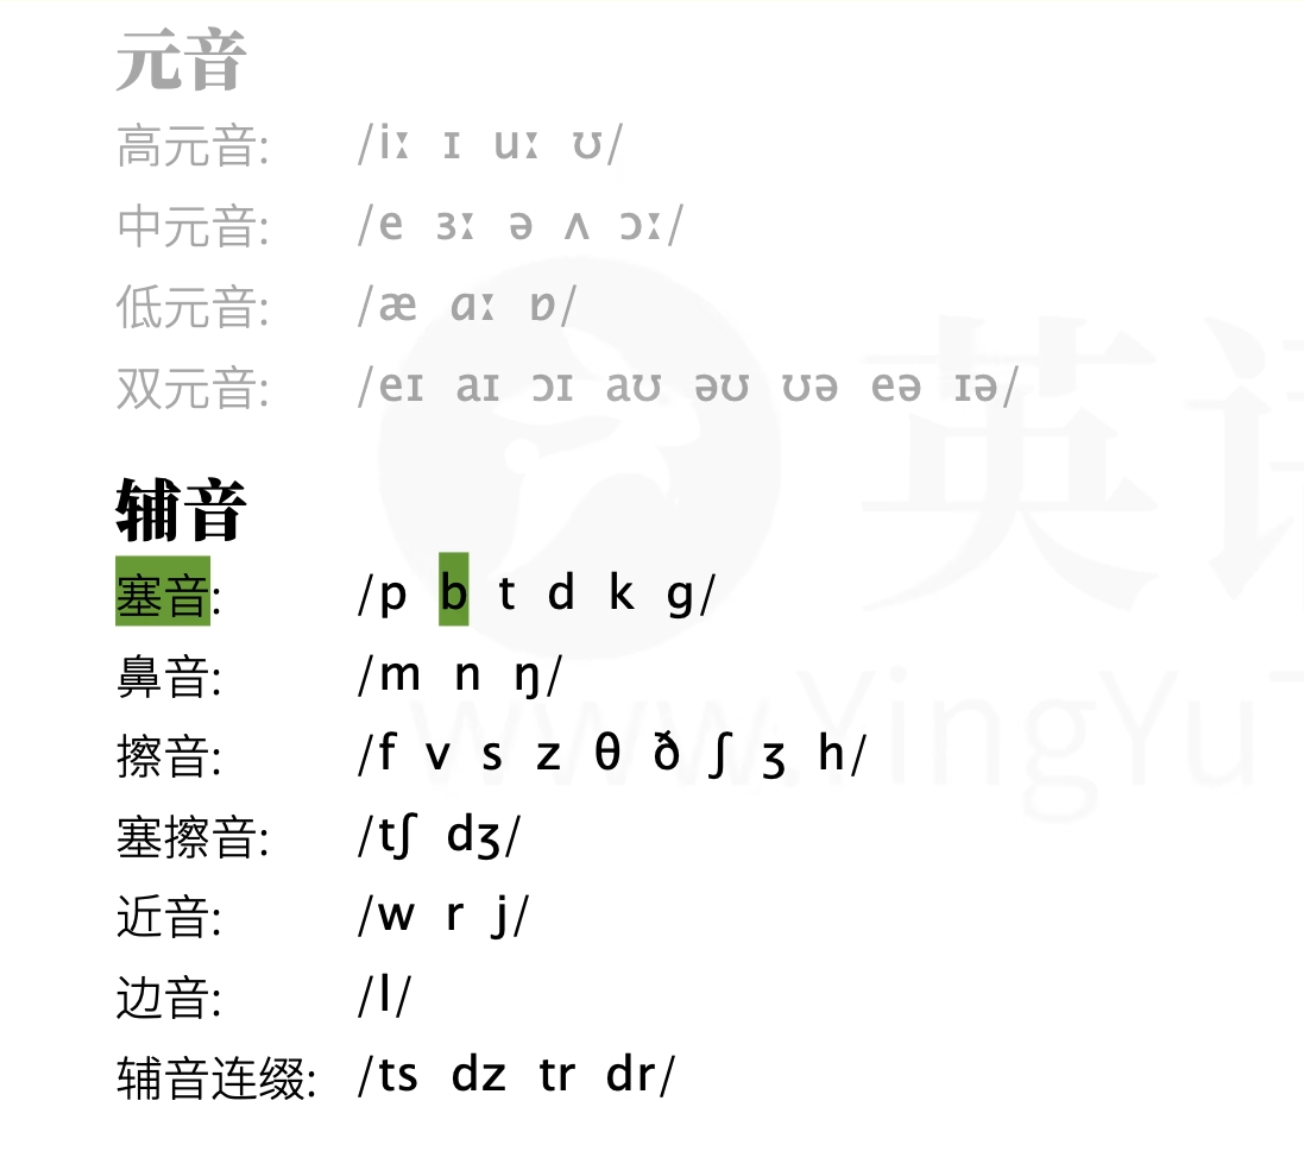 元音
高元音: /iː ɪ uː ʊ/
中元音: /e ɜː ə ʌ ɔː/
低元音: /æ ɑː ɒ/
双元音: /eɪ aɪ ɔɪ aʊ əʊ ʊə eə ɪə/
辅音
塞音: /p b t d k g/
鼻音: /m n ŋ/
擦音: /f v s z θ ð ʃ ʒ h/
塞擦音: /tʃ dʒ/
近音: /w r j/
边音: /l/
辅音连缀: /ts dz tr dr/
英语
www.YingYu